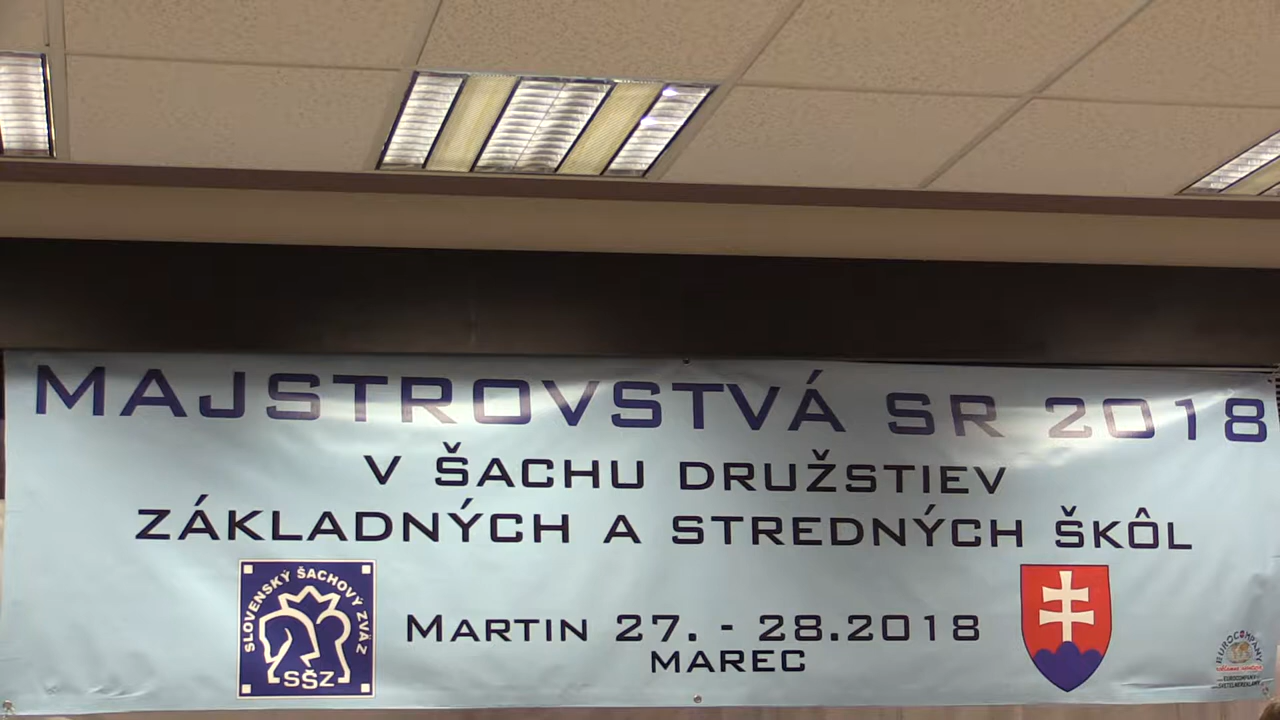 MAJSTROVSTVÁ SR 2018
V ŠACHU DRUŽSTIEV
ZÁKLADNÝCH A STREDNÝCH ŠKÔL
SLOVENSKÝ ŠACHOVÝ ZVÄZ
SŠZ
MARTIN 27. - 28.2018
MAREC
EUROCOMPANY